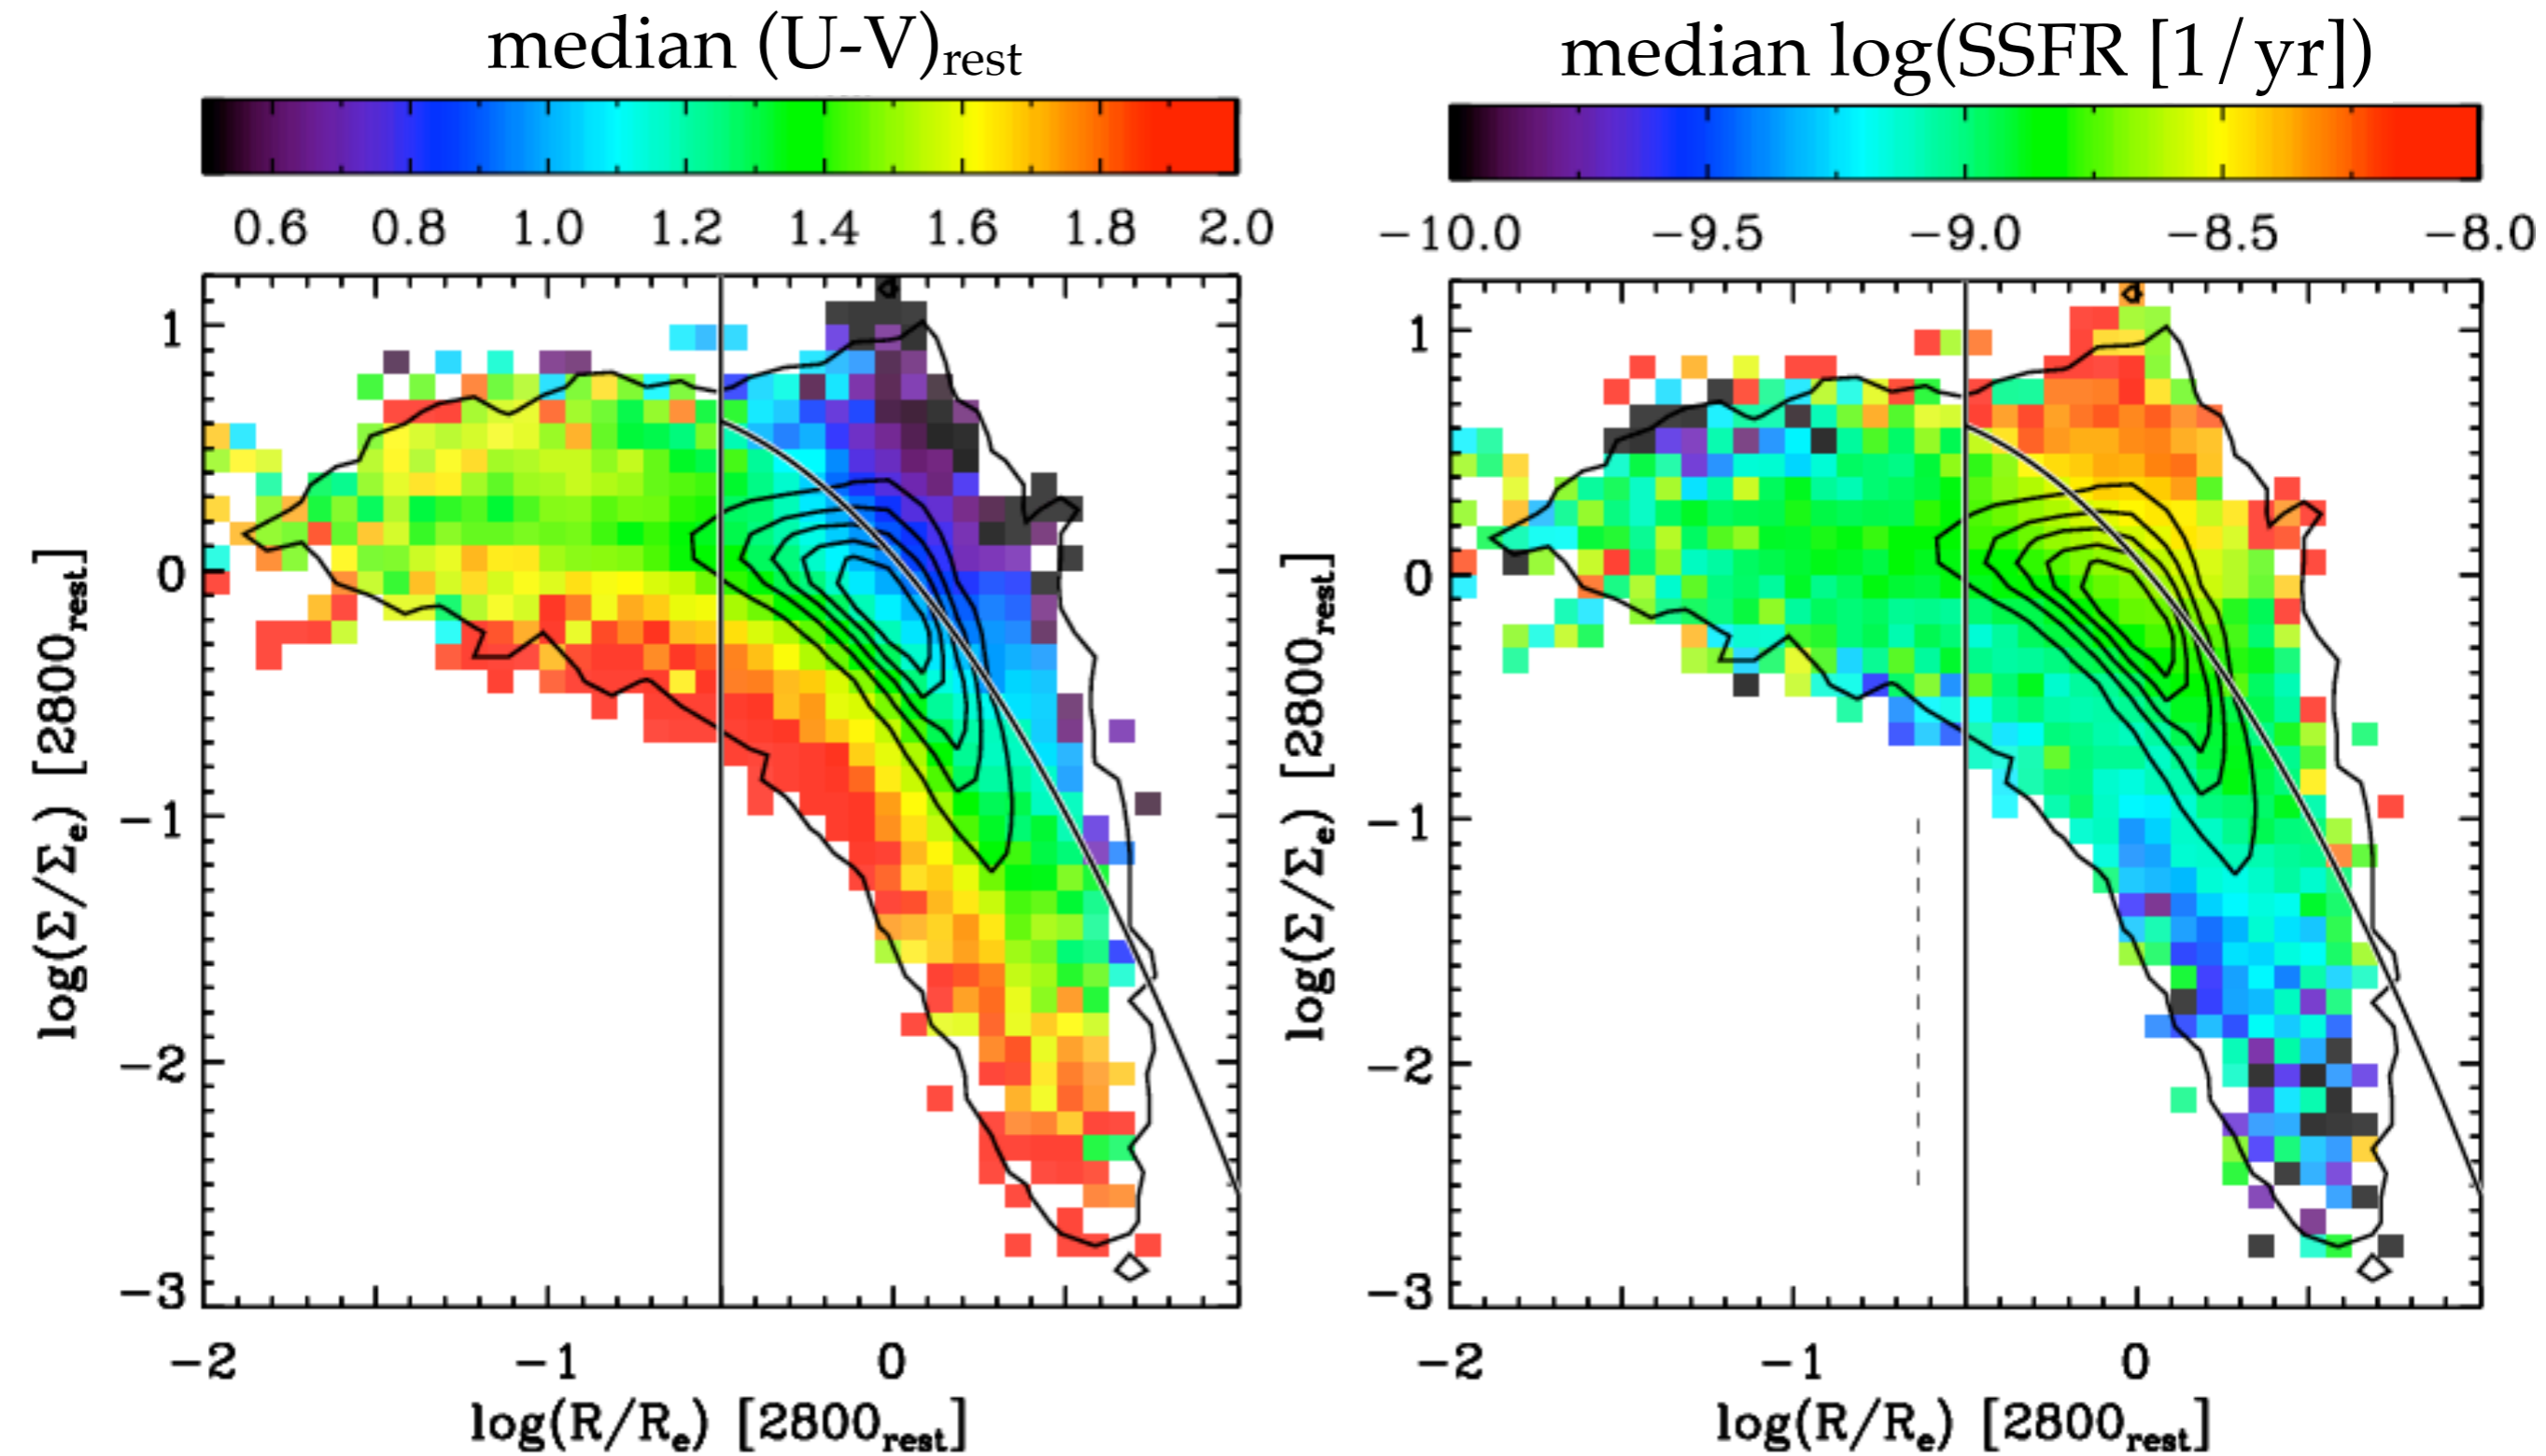 median (U-V)rest
median log(SSFR [1/yr])
0.6 0.8 1.0 1.2 1.4 1.6 1.8 2.0
−10.0 −9.5 −9.0 −8.5 −8.0
log(Σ/Σe) [2800rest]
1
0
−1
−2
−3
−2 −1 0
log(R/Re) [2800rest]
log(Σ/Σe) [2800rest]
1
0
−1
−2
−3
−2 −1 0
log(R/Re) [2800rest]